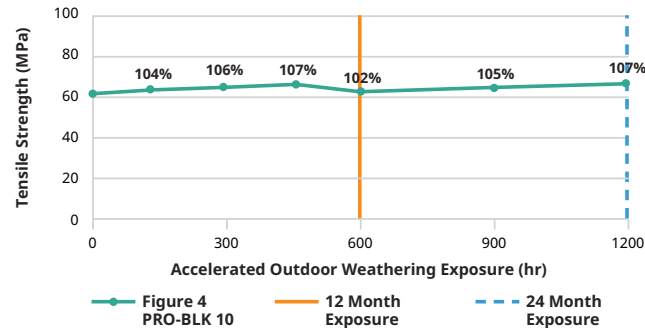 Tensile Strength (MPa)
100
80
60
40
20
0
104%
106%
107%
102%
105%
107%
0
300
600
900
1200
Accelerated Outdoor Weathering Exposure (hr)
Figure 4
PRO-BLK 10
12 Month
Exposure
24 Month
Exposure